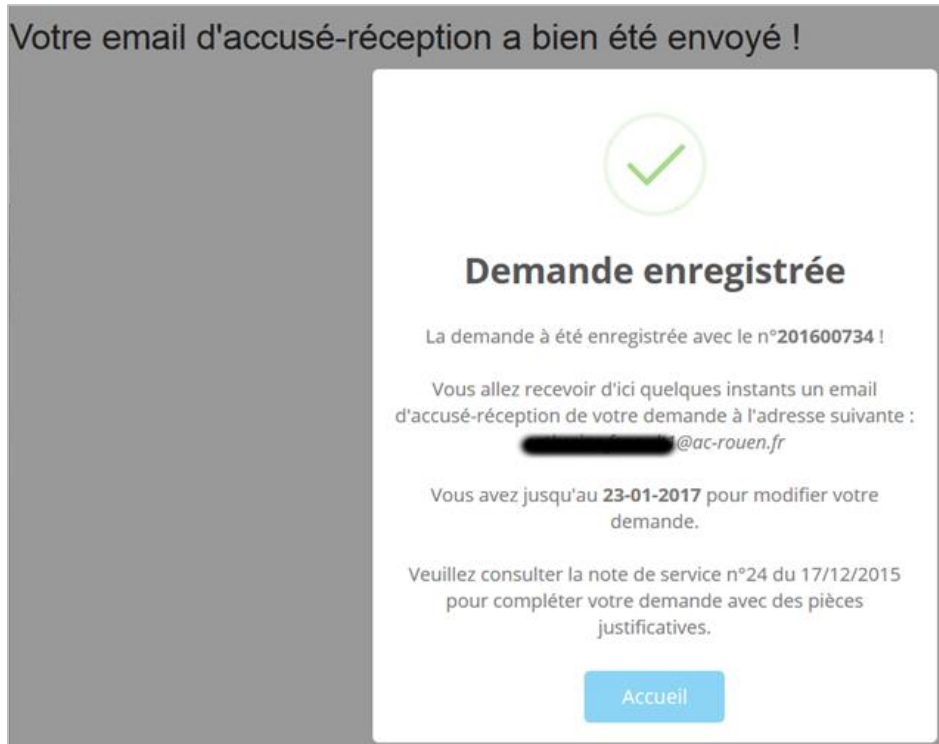 Votre email d'accusé-réception a bien été envoyé !
Demande enregistrée
La demande à été enregistrée avec le n°201600734 !
Vous allez recevoir d'ici quelques instants un email
d'accusé-réception de votre demande à l'adresse suivante :
@ac-rouen.fr
Vous avez jusqu'au 23-01-2017 pour modifier votre
demande.
Veuillez consulter la note de service n°24 du 17/12/2015
pour compléter votre demande avec des pièces
justificatives.
Accueil